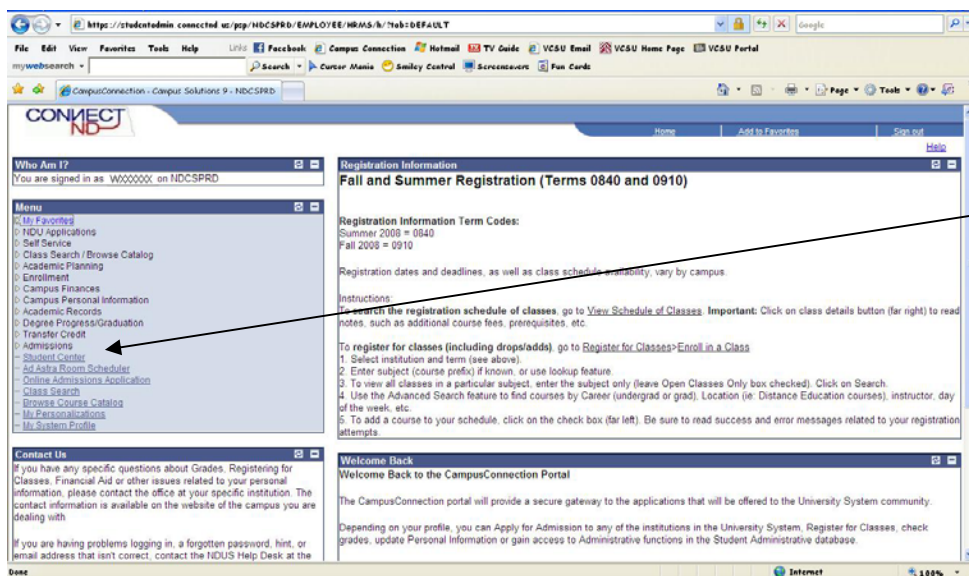 https://studentadmin.connectnd.us/psp/NDCSPRD/EMPLOYEE/HRMS/h/?tab=DEFAULT
Google
File Edit View Favorites Tools Help Links Facebook Campus Connection Hotmail TV Guide VCSU Email VCSU Home Page VCSU Portal
mywebsearch Search Cursor Mania Smiley Central Screensavers Fun Cards
CampusConnection - Campus Solutions 9 - NDCSPRD
Page Tools
CONNECT
ND
Home Add to Favorites Sign out
Help
Who Am I?
You are signed in as WXXXXXX on NDCSPRD
Menu
My Favorites
NDU Applications
Self Service
Class Search / Browse Catalog
Academic Planning
Enrollment
Campus Finances
Campus Personal Information
Academic Records
Degree Progress/Graduation
Transfer Credit
Admissions
Student Center
Ad Astra Room Scheduler
Online Admissions Application
Class Search
Browse Course Catalog
My Personalizations
My System Profile
Contact Us
If you have any specific questions about Grades, Registering for
Classes, Financial Aid or other issues related to your personal
information, please contact the office at your specific institution. The
contact information is available on the website of the campus you are
dealing with
If you are having problems logging in, a forgotten password, hint, or
email address that isn't correct, contact the NDUS Help Desk at the
Registration Information
Fall and Summer Registration (Terms 0840 and 0910)
Registration Information Term Codes:
Summer 2008 = 0840
Fall 2008 = 0910
Registration dates and deadlines, as well as class schedule availability, vary by campus.
Instructions:
To search the registration schedule of classes, go to View Schedule of Classes. Important: Click on class details button (far right) to read
notes, such as additional course fees, prerequisites, etc.
To register for classes (including drops/adds), go to Register for Classes>Enroll in a Class
1. Select institution and term (see above).
2. Enter subject (course prefix) if known, or use lookup feature.
3. To view all classes in a particular subject, enter the subject only (leave Open Classes Only box checked). Click on Search.
4. Use the Advanced Search feature to find courses by Career (undergrad or grad), Location (ie: Distance Education courses), instructor, day
of the week, etc.
5. To add a course to your schedule, click on the check box (far left). Be sure to read success and error messages related to your registration
attempts.
Welcome Back
Welcome Back to the CampusConnection Portal
The CampusConnection portal will provide a secure gateway to the applications that will be offered to the University System community.
Depending on your profile, you can Apply for Admission to any of the institutions in the University System, Register for Classes, check
grades, update Personal Information or gain access to Administrative functions in the Student Administrative database.
Done Internet 100%